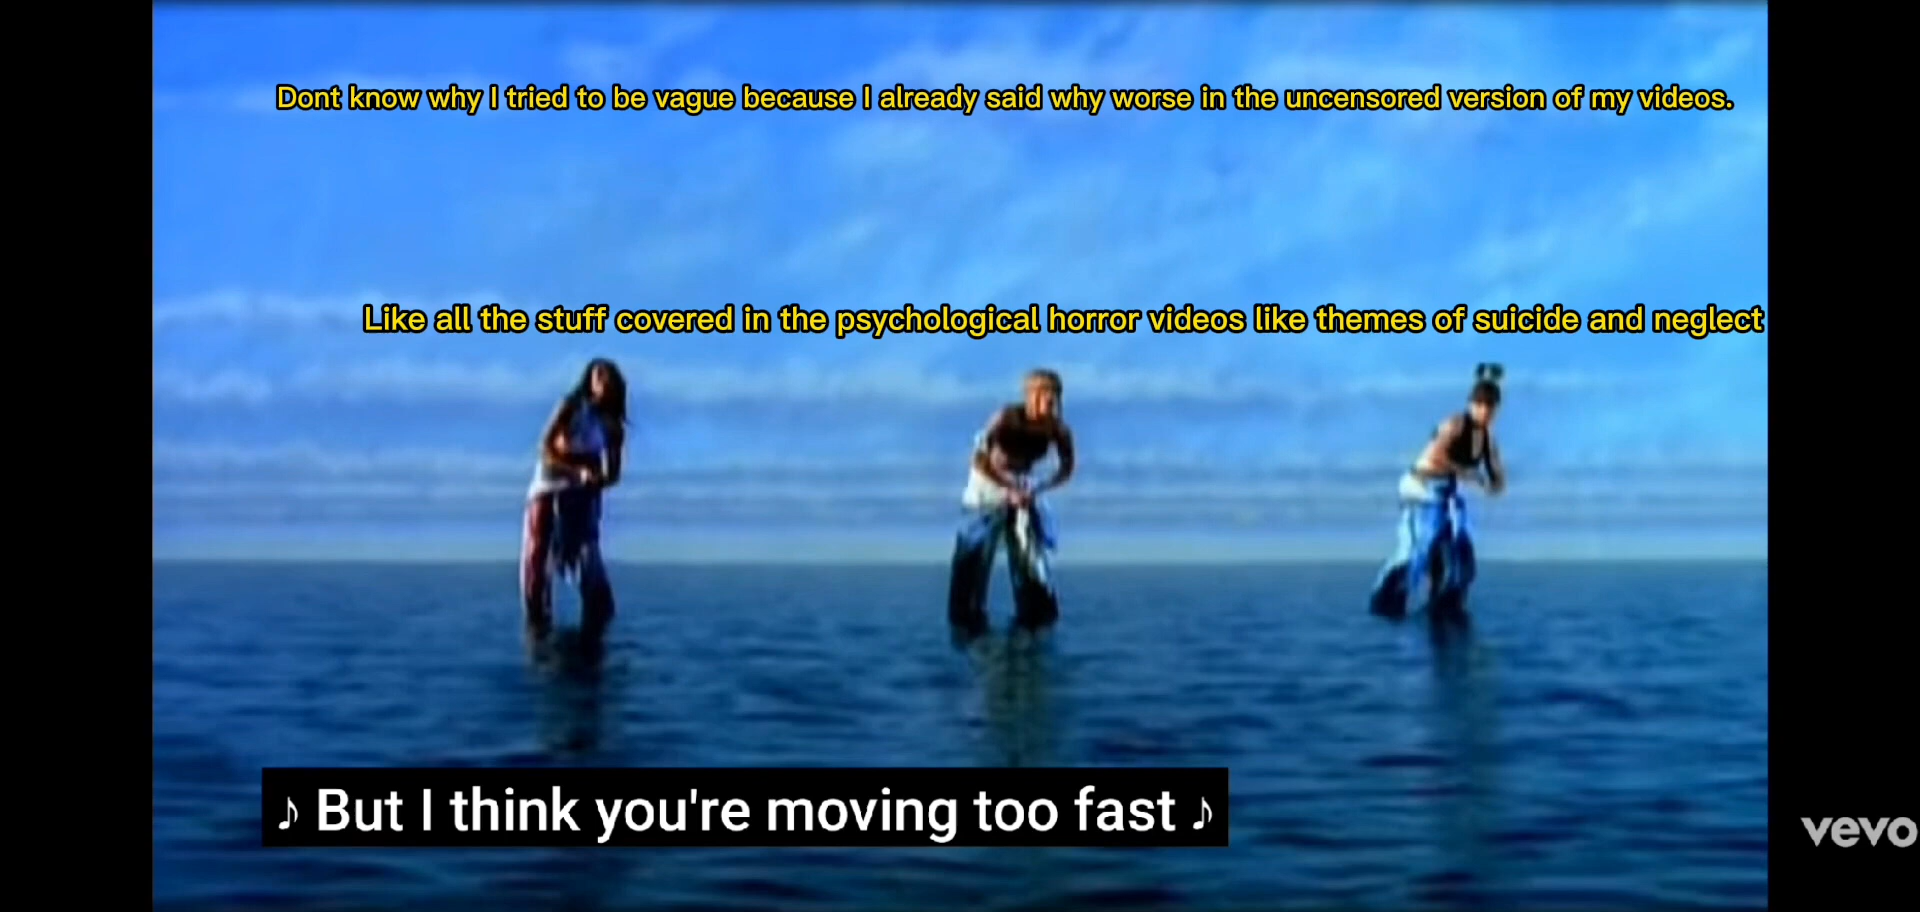 Dont know why I tried to be vague because I already said why worse in the uncensored version of my videos.
Like all the stuff covered in the psychological horror videos like themes of suicide and neglect
♪ But I think you're moving too fast ♪
vevo